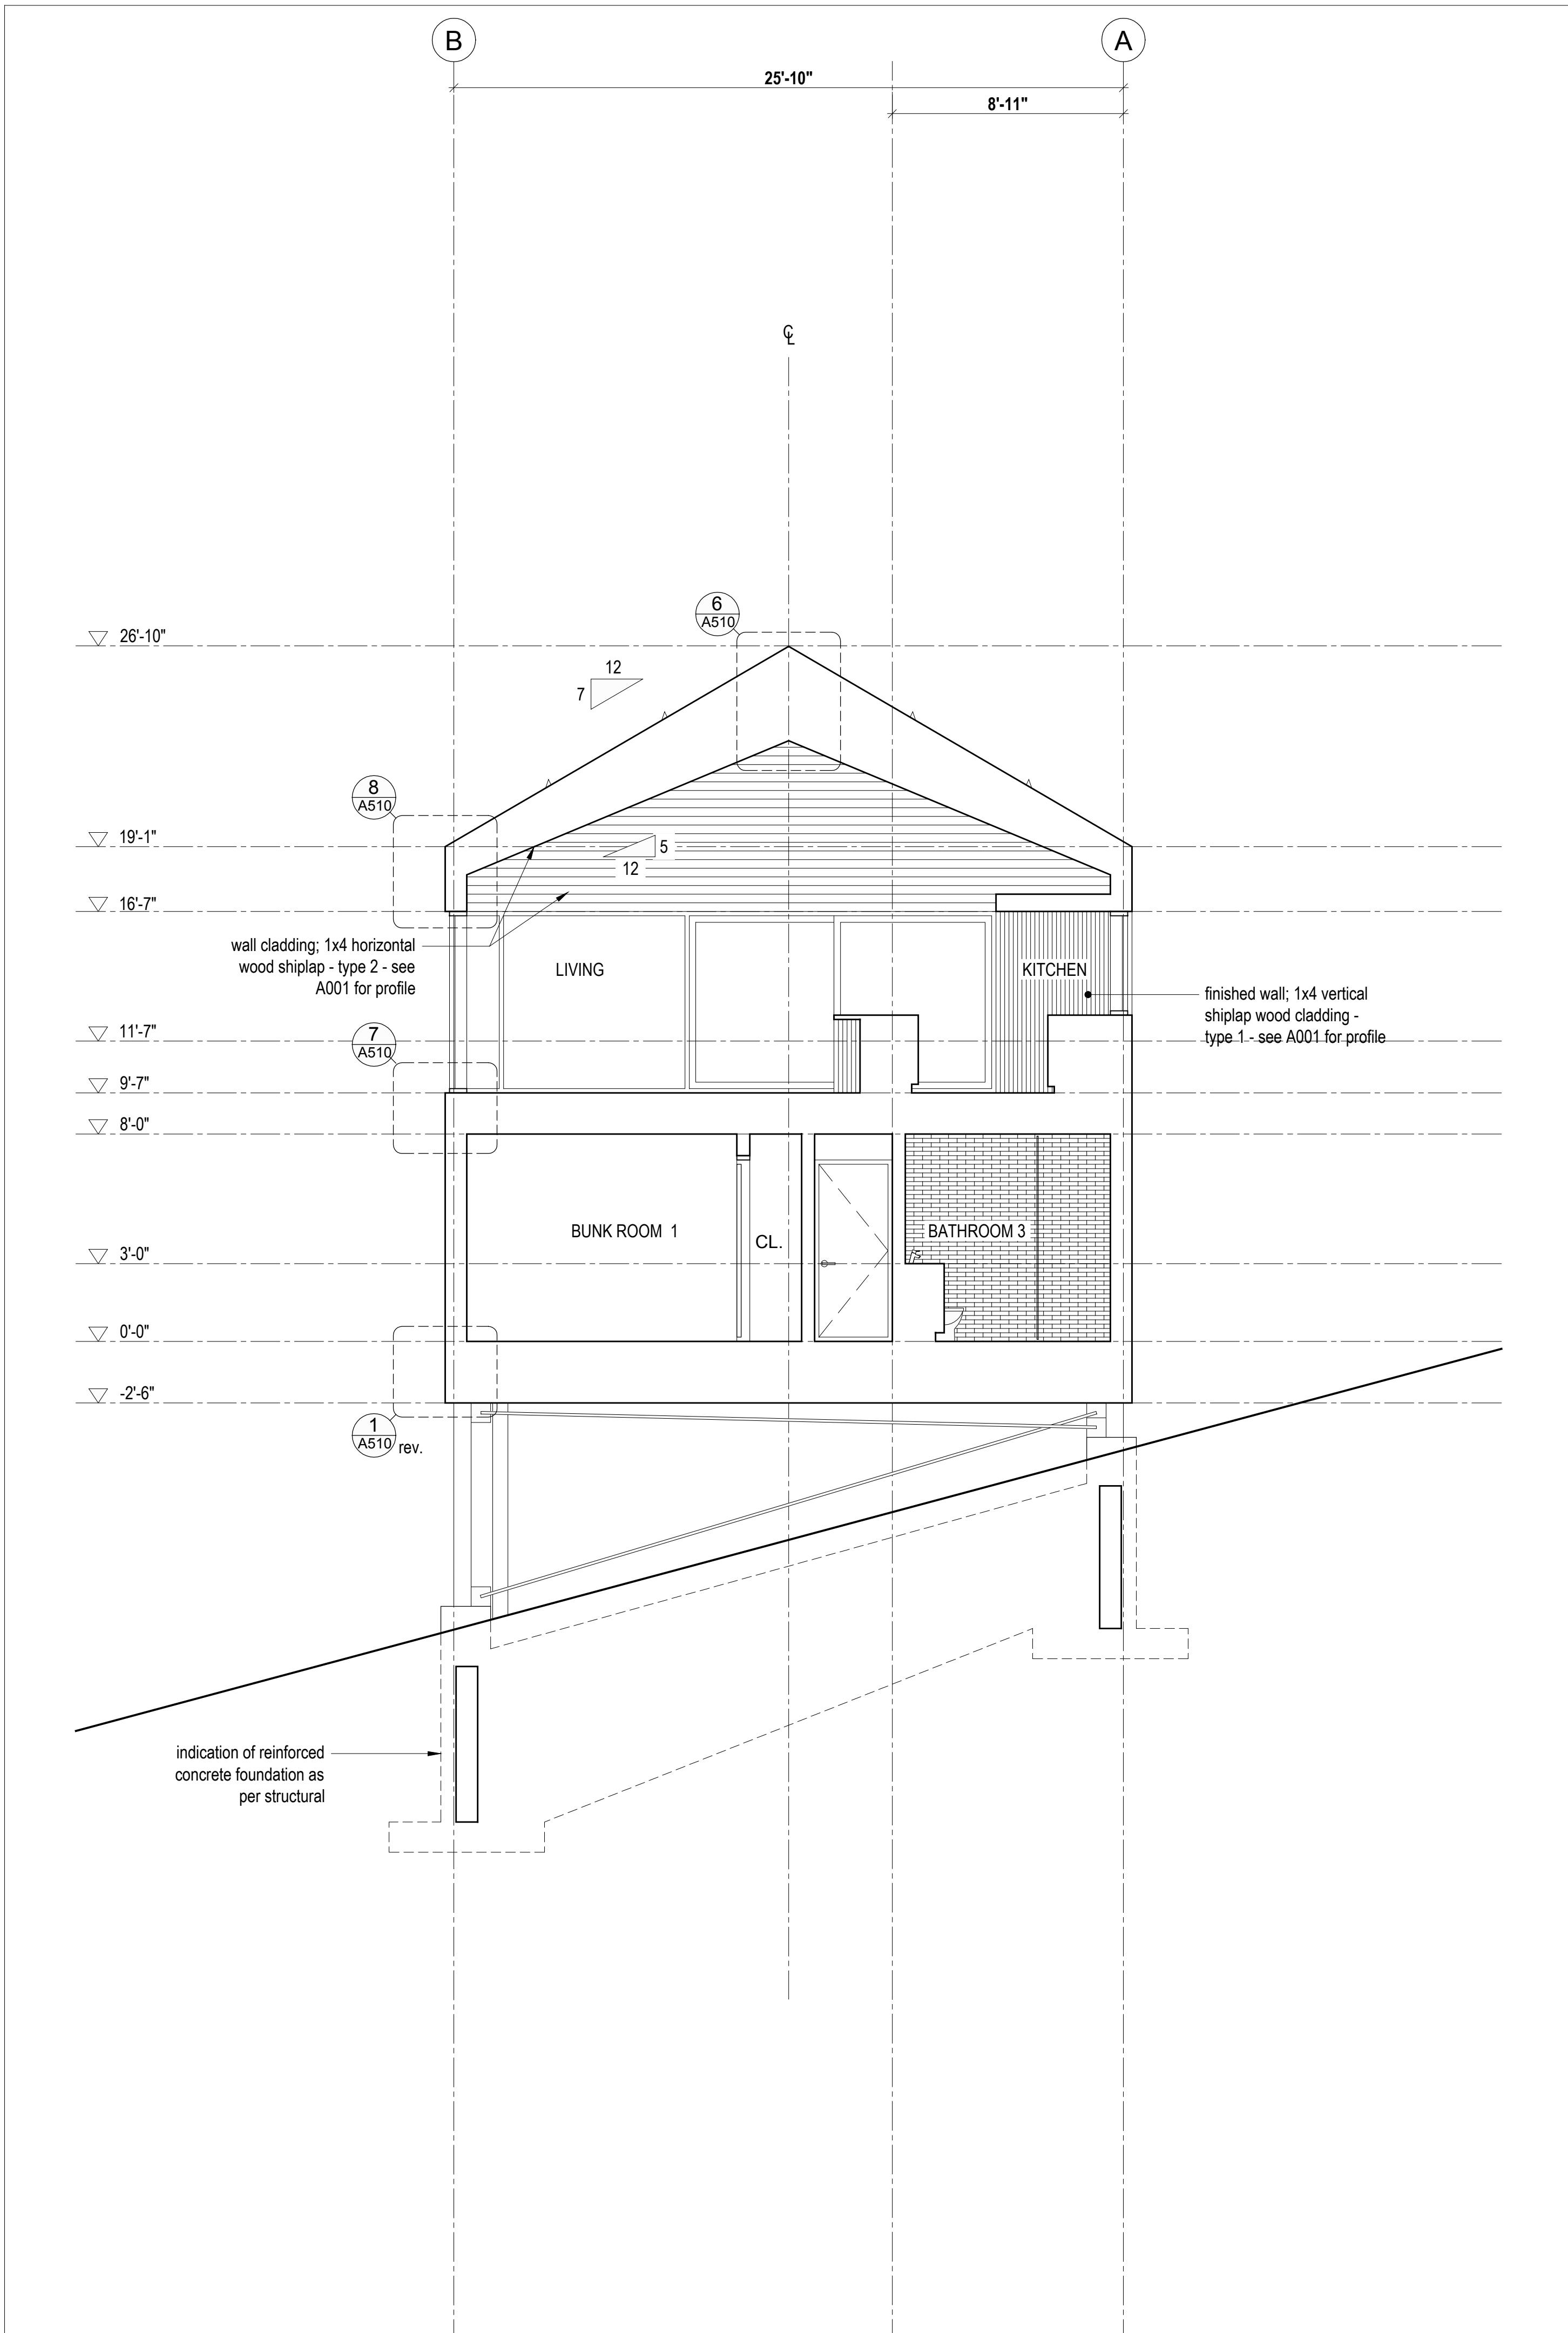 B
A
25'-10"
8'-11"
℄
6
A510
26'-10"
12
7
8
A510
19'-1"
5
12
16'-7"
wall cladding; 1x4 horizontal
wood shiplap - type 2 - see
A001 for profile
LIVING
KITCHEN
finished wall; 1x4 vertical
shiplap wood cladding -
type 1 - see A001 for profile
11'-7"
7
A510
9'-7"
8'-0"
BUNK ROOM 1
CL.
BATHROOM 3
3'-0"
0'-0"
-2'-6"
1
A510
rev.
indication of reinforced
concrete foundation as
per structural